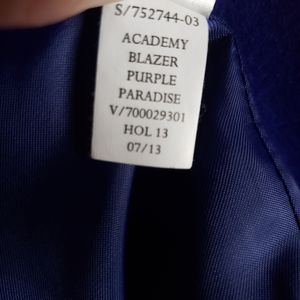 S/752744-03
ACADEMY
BLAZER
PURPLE
PARADISE
V/700029301
HOL 13
07/13